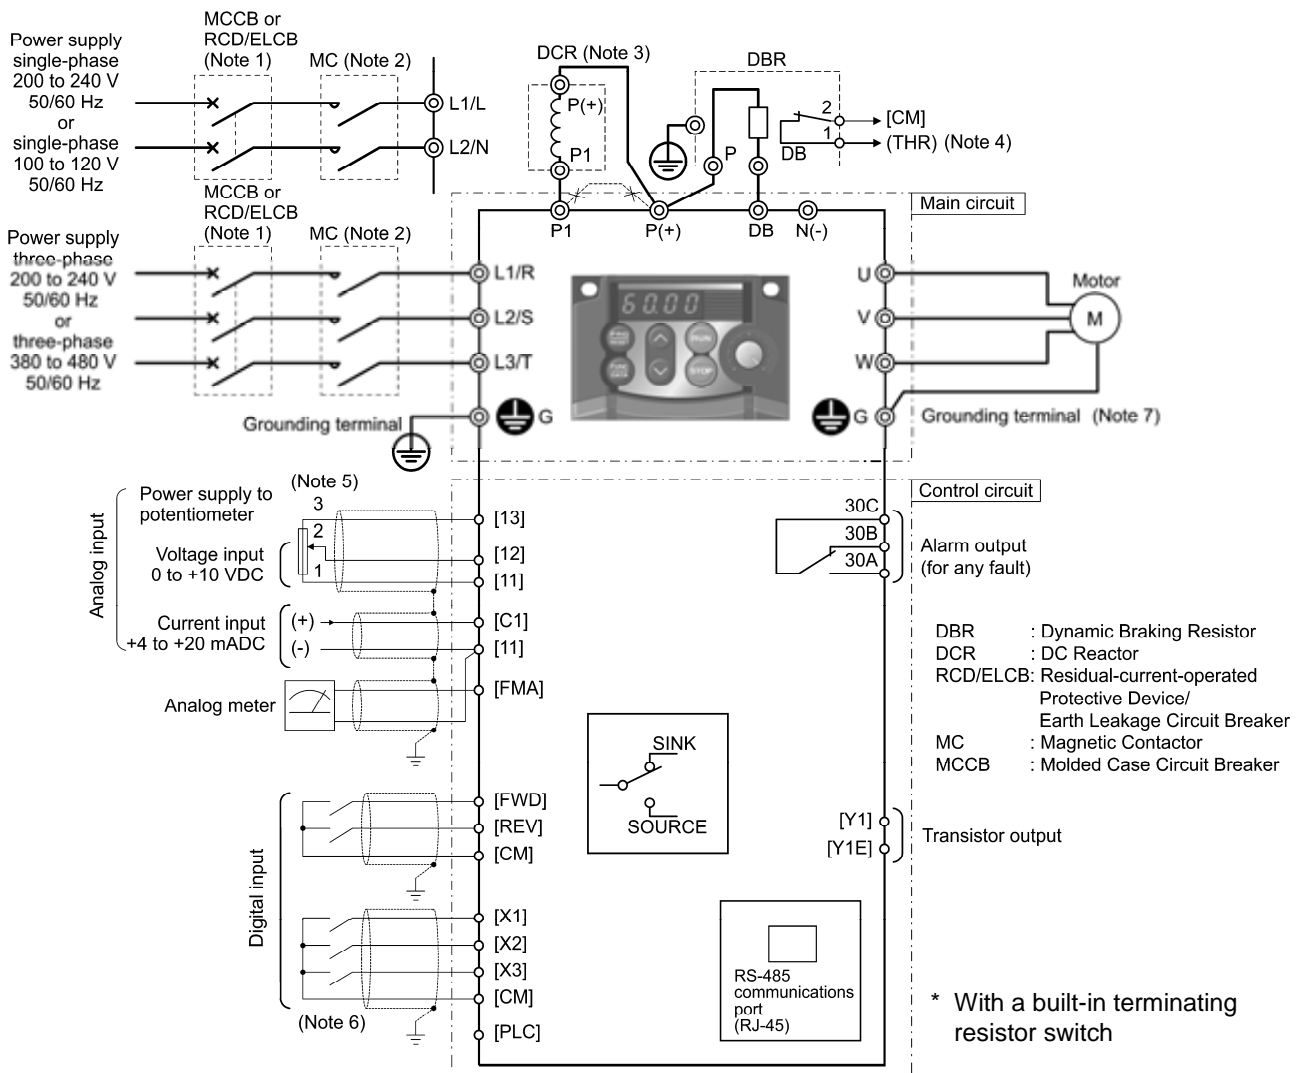 Power supply
single-phase
200 to 240 V
50/60 Hz
or
single-phase
100 to 120 V
50/60 Hz
MCCB or
RCD/ELCB
(Note 1)
MC (Note 2)
L1/L
L2/N
DCR (Note 3)
P(+)
P1
DBR
P
2
1
DB
[CM]
(THR) (Note 4)
P1
P(+)
DB
N(-)
Main circuit
Power supply
three-phase
200 to 240 V
50/60 Hz
or
three-phase
380 to 480 V
50/60 Hz
MCCB or
RCD/ELCB
(Note 1)
MC (Note 2)
L1/R
L2/S
L3/T
G
Grounding terminal
60.00
RUN
STOP
FUNC
DATA
U
V
W
G
Motor
M
Grounding terminal (Note 7)
Control circuit
Analog input
(Note 5)
Power supply to
potentiometer
3
2
1
Voltage input
0 to +10 VDC
Current input
+4 to +20 mADC
(+)
(-)
Analog meter
[13]
[12]
[11]
[C1]
[11]
[FMA]
30C
30B
30A
Alarm output
(for any fault)
DBR : Dynamic Braking Resistor
DCR : DC Reactor
RCD/ELCB: Residual-current-operated
Protective Device/
Earth Leakage Circuit Breaker
MC : Magnetic Contactor
MCCB : Molded Case Circuit Breaker
SINK
SOURCE
Digital input
[FWD]
[REV]
[CM]
[X1]
[X2]
[X3]
[CM]
[PLC]
(Note 6)
[Y1]
[Y1E]
Transistor output
RS-485
communications
port
(RJ-45)
* With a built-in terminating
resistor switch